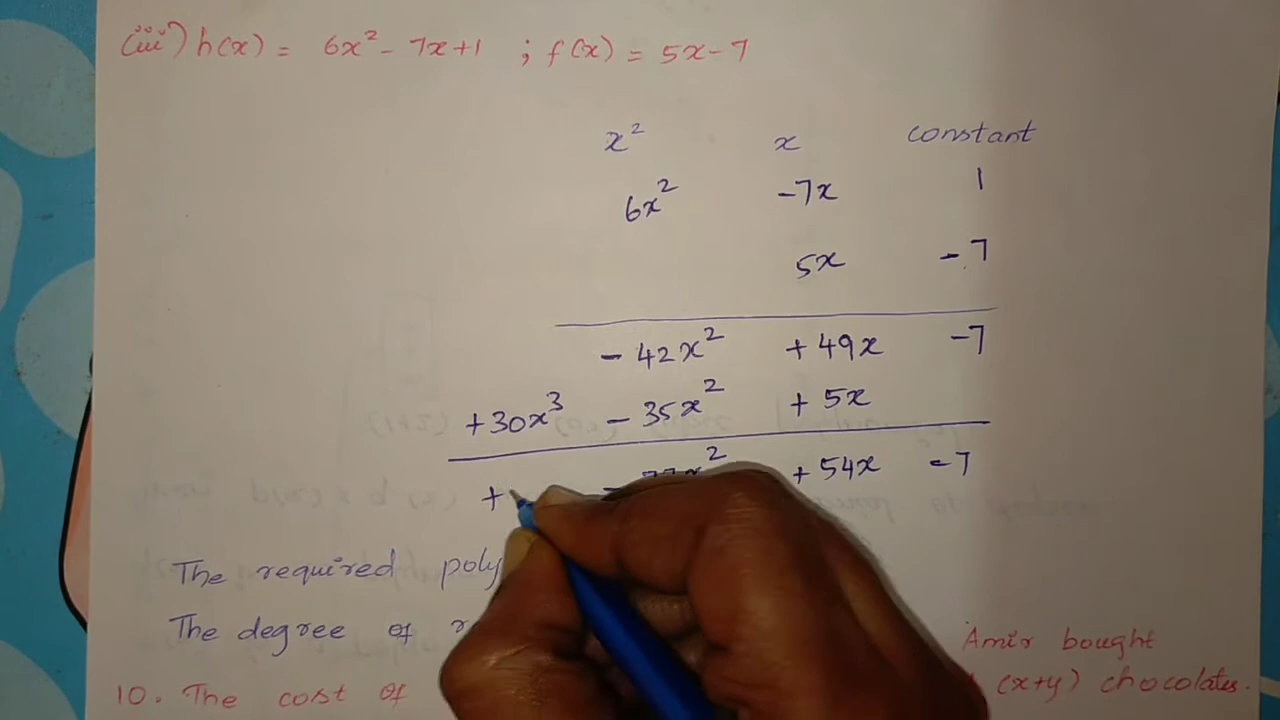 (iii) h(x) = 6x² - 7x+1 ; f(x) = 5x-7
x² x constant
6x² -7x 1
5x -7
- 42x² + 49x -7
+30x³ - 35x² + 5x
+ - x² + 54x -7
The required
The degree of
Amir bought
10. The cost of (x+y) chocolates.